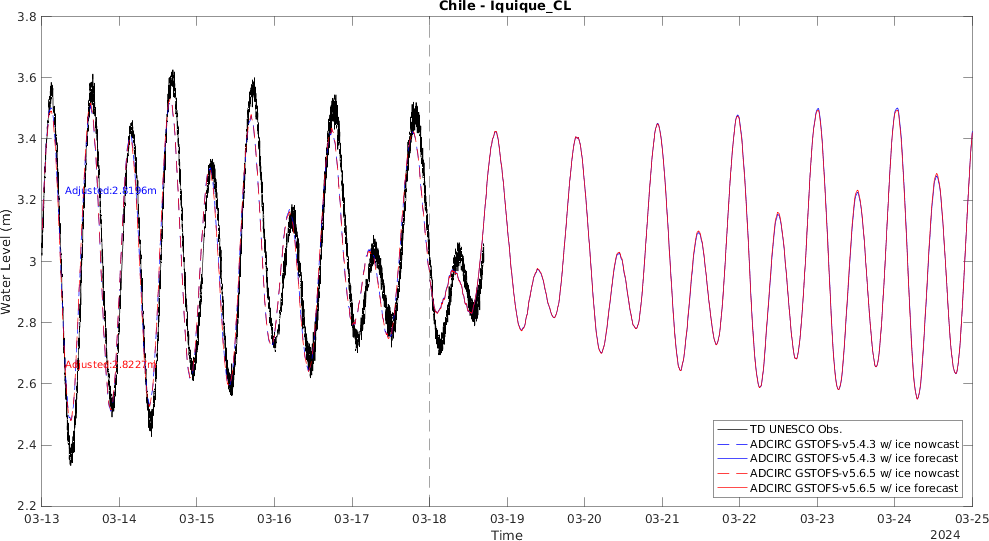 Chile - Iquique_CL
3.8
3.6
3.4
3.2
3
2.8
2.6
2.4
2.2
Water Level (m)
Adjusted:2.8196m
Adjusted:2.8227m
TD UNESCO Obs.
ADCIRC GSTOFS-v5.4.3 w/ ice nowcast
ADCIRC GSTOFS-v5.4.3 w/ ice forecast
ADCIRC GSTOFS-v5.6.5 w/ ice nowcast
ADCIRC GSTOFS-v5.6.5 w/ ice forecast
03-13 03-14 03-15 03-16 03-17 03-18 03-19 03-20 03-21 03-22 03-23 03-24 03-25
Time
2024